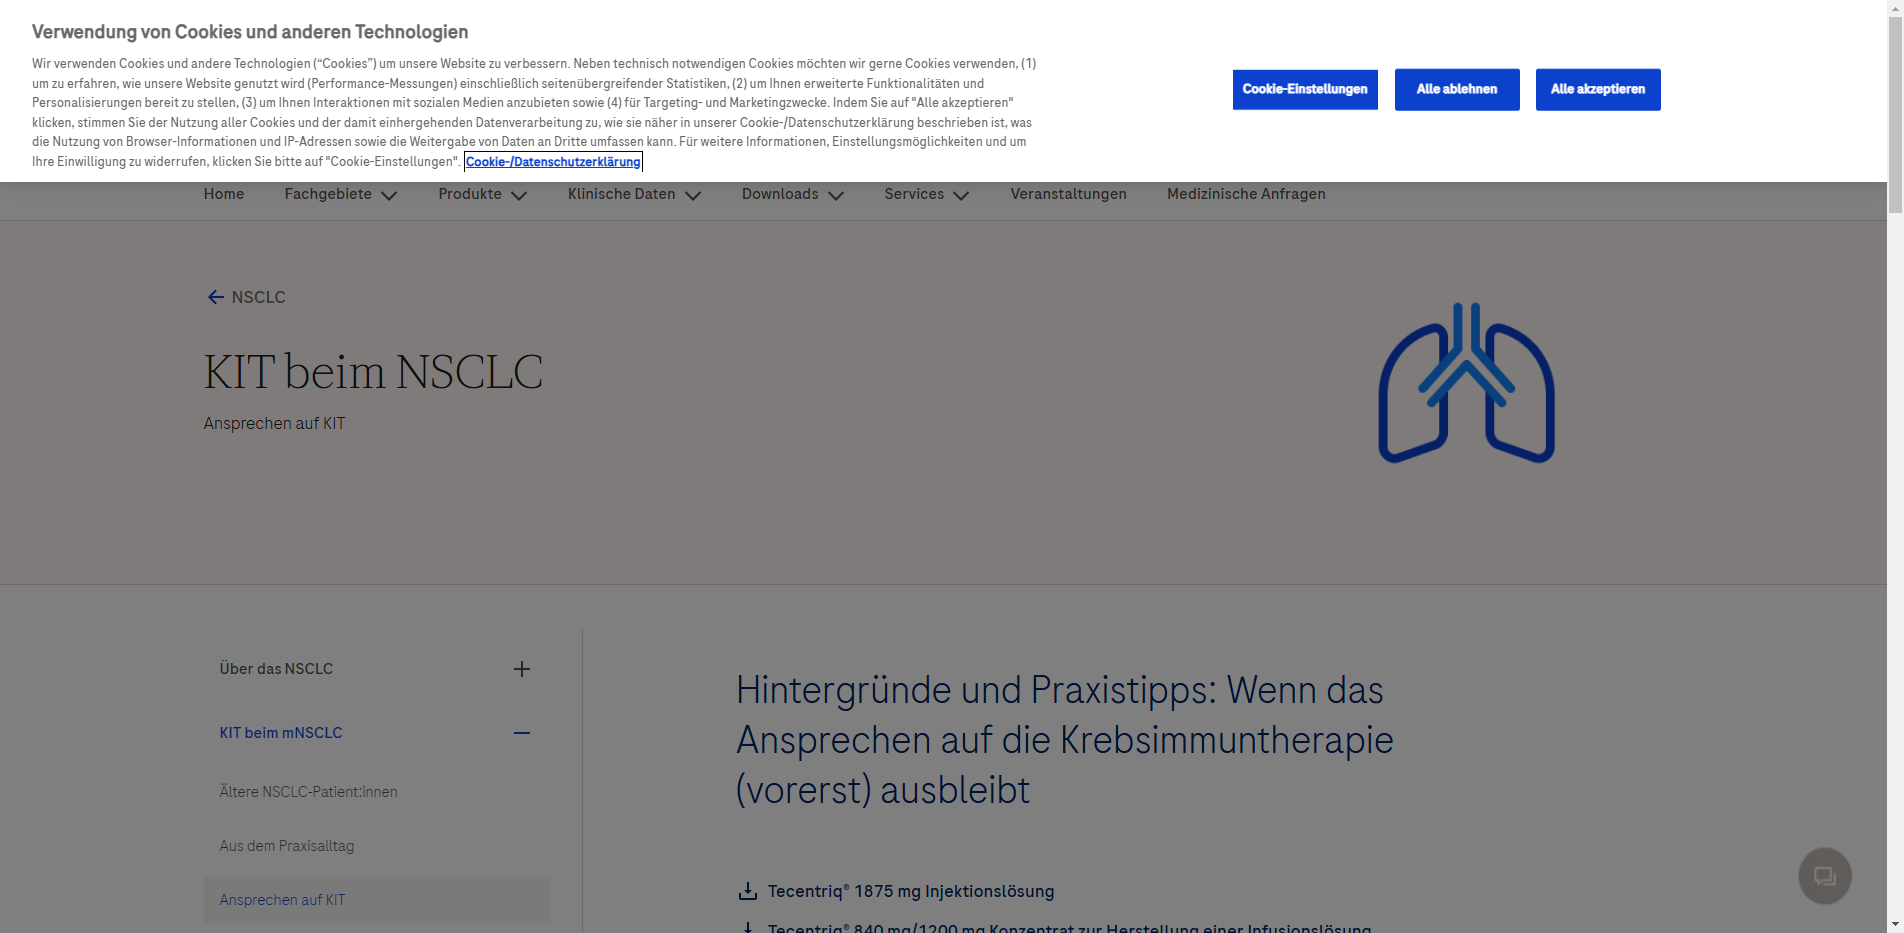 Verwendung von Cookies und anderen Technologien
Wir verwenden Cookies und andere Technologien (“Cookies”) um unsere Website zu verbessern. Neben technisch notwendigen Cookies möchten wir gerne Cookies verwenden, (1)
um zu erfahren, wie unsere Website genutzt wird (Performance-Messungen) einschließlich seitenübergreifender Statistiken, (2) um Ihnen erweiterte Funktionalitäten und
Personalisierungen bereit zu stellen, (3) um Ihnen Interaktionen mit sozialen Medien anzubieten sowie (4) für Targeting- und Marketingzwecke. Indem Sie auf "Alle akzeptieren"
klicken, stimmen Sie der Nutzung aller Cookies und der damit einhergehenden Datenverarbeitung zu, wie sie näher in unserer Cookie-/Datenschutzerklärung beschrieben ist, was
die Nutzung von Browser-Informationen und IP-Adressen sowie die Weitergabe von Daten an Dritte umfassen kann. Für weitere Informationen, Einstellungsmöglichkeiten und um
Ihre Einwilligung zu widerrufen, klicken Sie bitte auf "Cookie-Einstellungen". Cookie-/Datenschutzerklärung
Cookie-Einstellungen
Alle ablehnen
Alle akzeptieren
Home Fachgebiete Produkte Klinische Daten Downloads Services Veranstaltungen Medizinische Anfragen
NSCLC
KIT beim NSCLC
Ansprechen auf KIT
Über das NSCLC
KIT beim mNSCLC
Ältere NSCLC-Patient:innen
Aus dem Praxisalltag
Ansprechen auf KIT
Hintergründe und Praxistipps: Wenn das
Ansprechen auf die Krebsimmuntherapie
(vorerst) ausbleibt
Tecentriq® 1875 mg Injektionslösung
Tecentriq® 840 mg/1200 mg Konzentrat zur Herstellung einer Infusionslösung